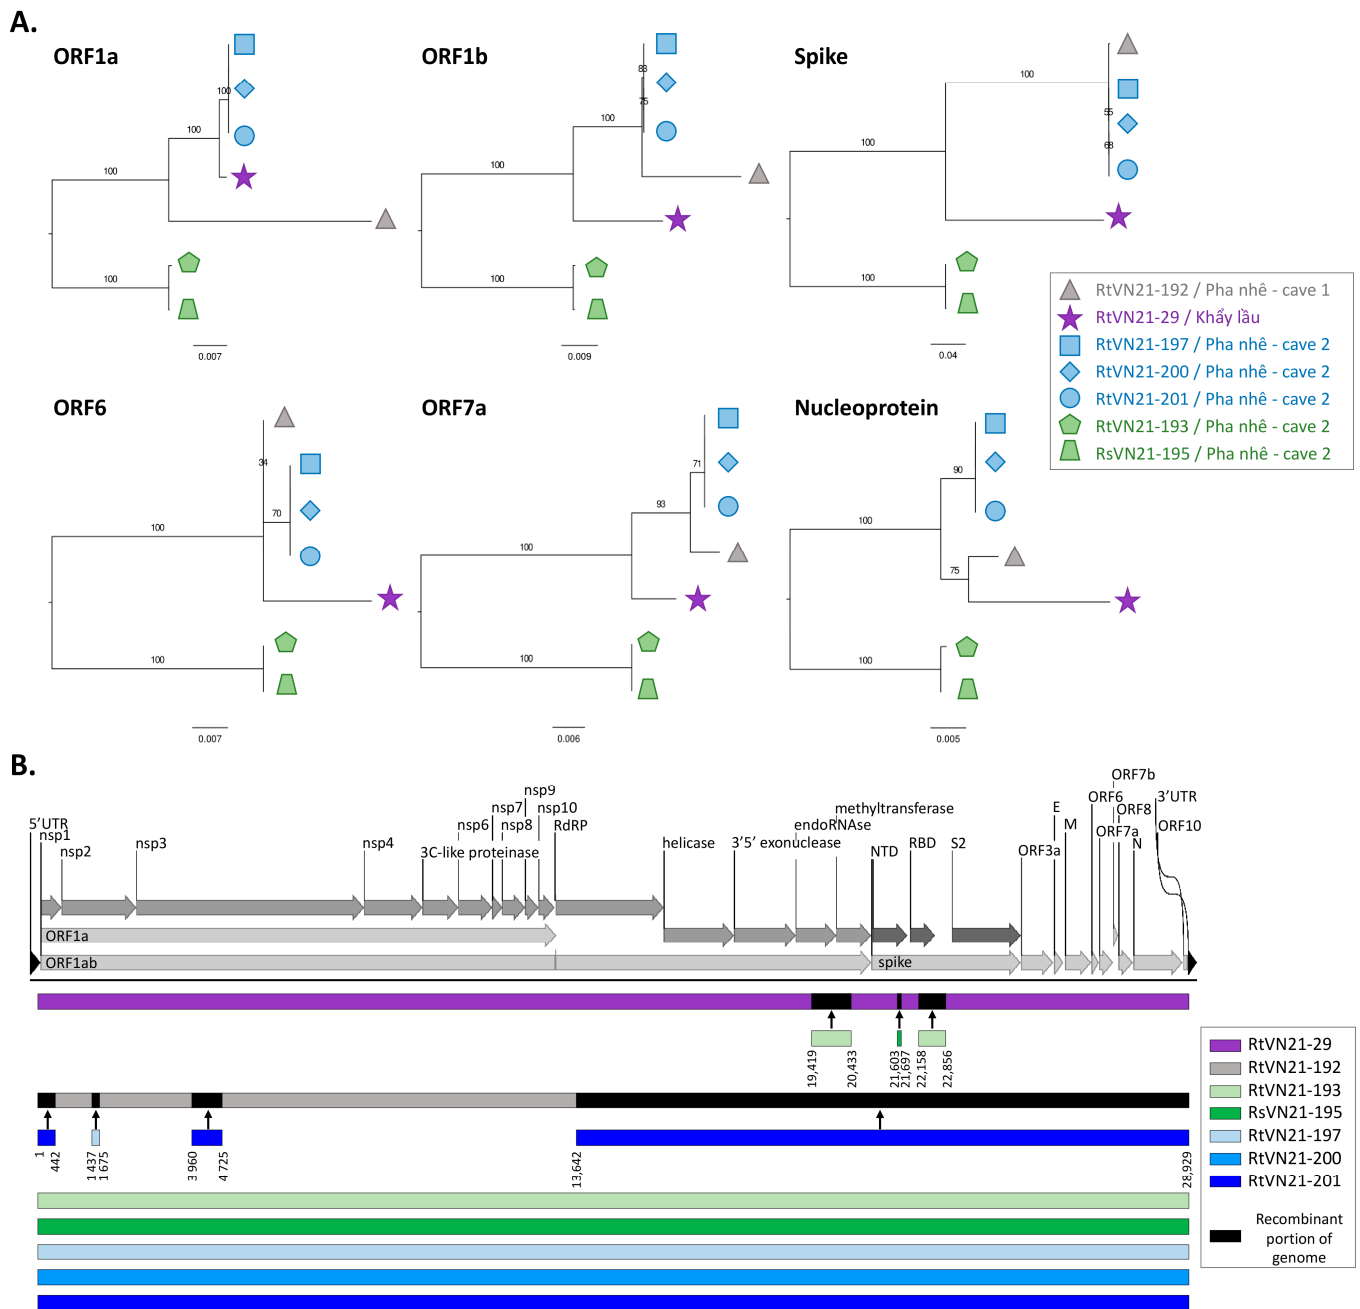 A.
ORF1a
100
100
100
100
0.007
ORF1b
83
75
100
100
100
0.009
Spike
100
55
68
100
100
0.04
RtVN21-192 / Pha nhê - cave 1
RtVN21-29 / Khẩy lầu
RtVN21-197 / Pha nhê - cave 2
RtVN21-200 / Pha nhê - cave 2
RtVN21-201 / Pha nhê - cave 2
RtVN21-193 / Pha nhê - cave 2
RsVN21-195 / Pha nhê - cave 2
ORF6
34
70
100
100
0.007
ORF7a
71
93
100
100
0.006
Nucleoprotein
90
100
75
100
0.005
B.
5’UTR
nsp1
nsp2
nsp3
nsp4
3C-like proteinase
nsp6
nsp7
nsp8
nsp9
nsp10
RdRP
helicase
3’5’ exonuclease
endoRNAse
methyltransferase
NTD
RBD
S2
ORF3a
E
M
ORF6
ORF7a
ORF7b
ORF8
N
3’UTR
ORF10
ORF1a
ORF1ab
spike
19,419
20,433
21,603
21,697
22,158
22,856
1
442
1 437
1 675
3 960
4 725
13,642
28,929
RtVN21-29
RtVN21-192
RtVN21-193
RsVN21-195
RtVN21-197
RtVN21-200
RtVN21-201
Recombinant
portion of
genome